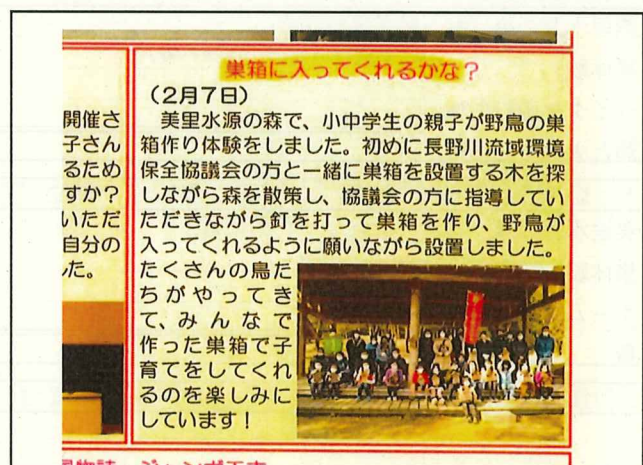 巣箱に入ってくれるかな？
（2月7日）
美里水源の森で、小中学生の親子が野鳥の巣
箱作り体験をしました。初めに長野川流域環境
保全協議会の方と一緒に巣箱を設置する木を探
しながら森を散策し、協議会の方に指導してい
ただきながら釘を打って巣箱を作り、野鳥が
入ってくれるように願いながら設置しました。
たくさんの鳥た
ちがやってき
て、みんなで
作った巣箱で子
育てをしてくれ
るのを楽しみに
しています！
開催さ
子さん
るため
すか？
いただ
自分の
した。